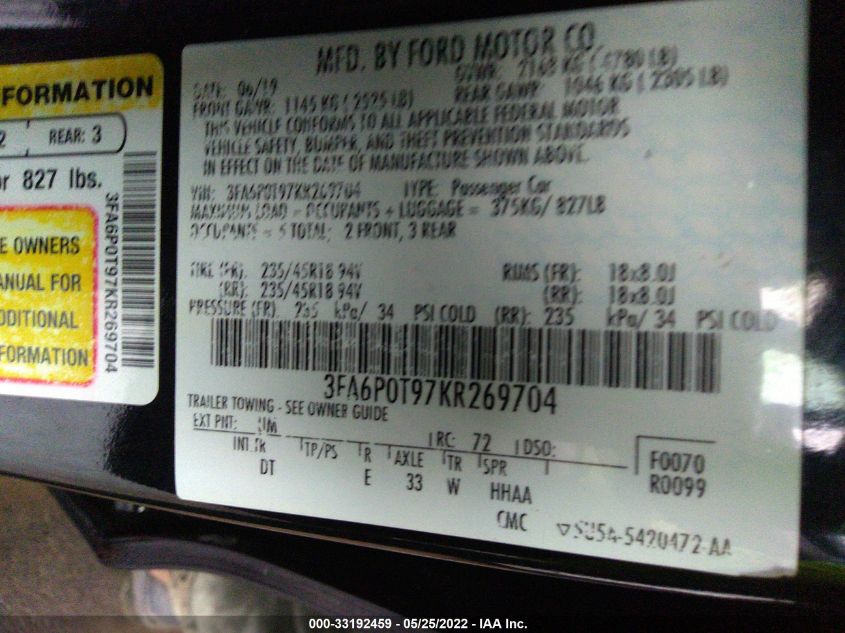 FORMATION
2 REAR: 3
or 827 lbs.
E OWNERS
ANUAL FOR
DDITIONAL
FORMATION
3FA6P0T97KR269704
MFD. BY FORD MOTOR CO.
DATE: 06/19 GVWR: 2168 KG ( 4780 LB)
FRONT GAWR: 1145 KG ( 2525 LB) REAR GAWR: 1046 KG ( 2305 LB)
THIS VEHICLE CONFORMS TO ALL APPLICABLE FEDERAL MOTOR
VEHICLE SAFETY, BUMPER, AND THEFT PREVENTION STANDARDS
IN EFFECT ON THE DATE OF MANUFACTURE SHOWN ABOVE.
VIN: 3FA6P0T97KR269704 TYPE: Passenger Car
MAXIMUM LOAD = OCCUPANTS + LUGGAGE = 375KG/ 827LB
OCCUPANTS = 5 TOTAL; 2 FRONT, 3 REAR
TIRE (FR): 235/45R18 94V RIMS (FR): 18x8.0J
(RR): 235/45R18 94V (RR): 18x8.0J
PRESSURE (FR): 235 kPa/ 34 PSI COLD (RR): 235 kPa/ 34 PSI COLD
3FA6P0T97KR269704
TRAILER TOWING - SEE OWNER GUIDE
EXT PNT: UM RC: 72 DSO: F0070
INT TR TP/PS R AXLE TR SPR R0099
DT E 33 W HHAA
CMC 5U5A-5420472-AA
000-33192459 - 05/25/2022 - IAA Inc.